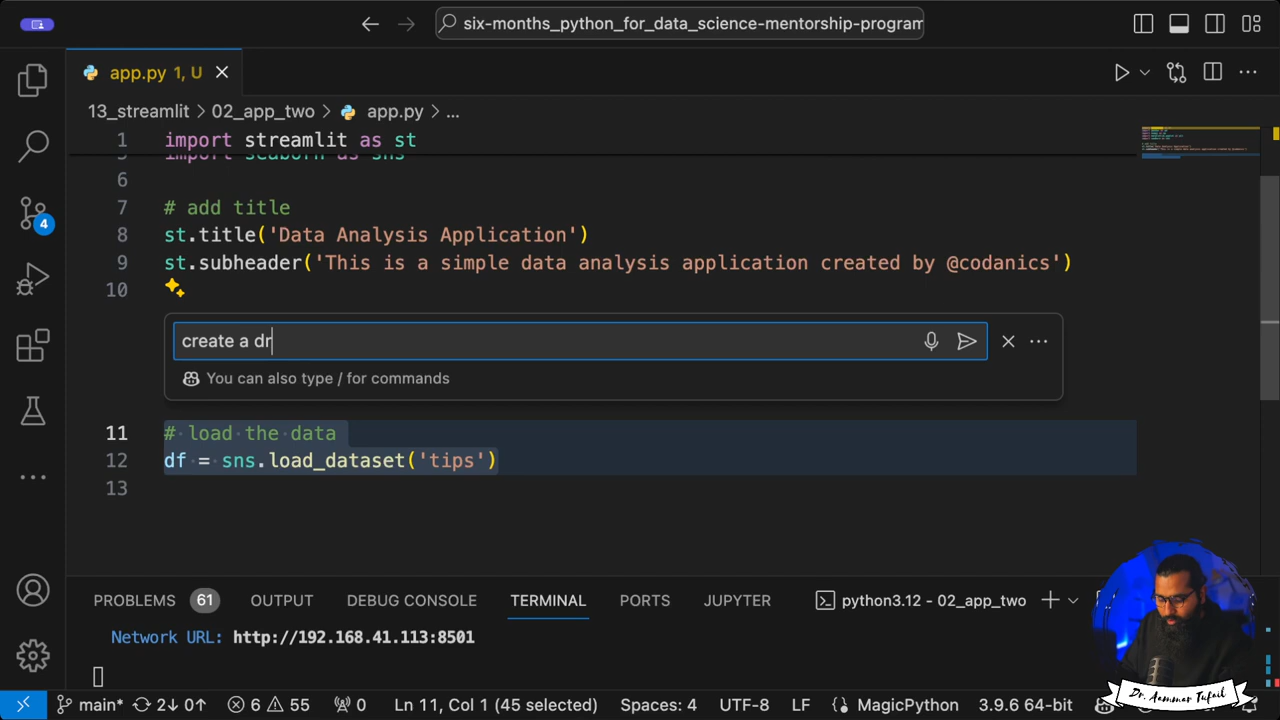 six-months_python_for_data_science-mentorship-program
app.py 1, U
13_streamlit > 02_app_two > app.py > ...
1 import streamlit as st
import seaborn as sns
6
7 # add title
8 st.title('Data Analysis Application')
9 st.subheader('This is a simple data analysis application created by @codanics')
10
create a dr
You can also type / for commands
11 # load the data
12 df = sns.load_dataset('tips')
13
4
PROBLEMS 61 OUTPUT DEBUG CONSOLE TERMINAL PORTS JUPYTER python3.12 - 02_app_two
Network URL: http://192.168.41.113:8501
main* 2↓ 0↑ 6 55 0 Ln 11, Col 1 (45 selected) Spaces: 4 UTF-8 LF MagicPython 3.9.6 64-bit
Dr. Aammar Tufail